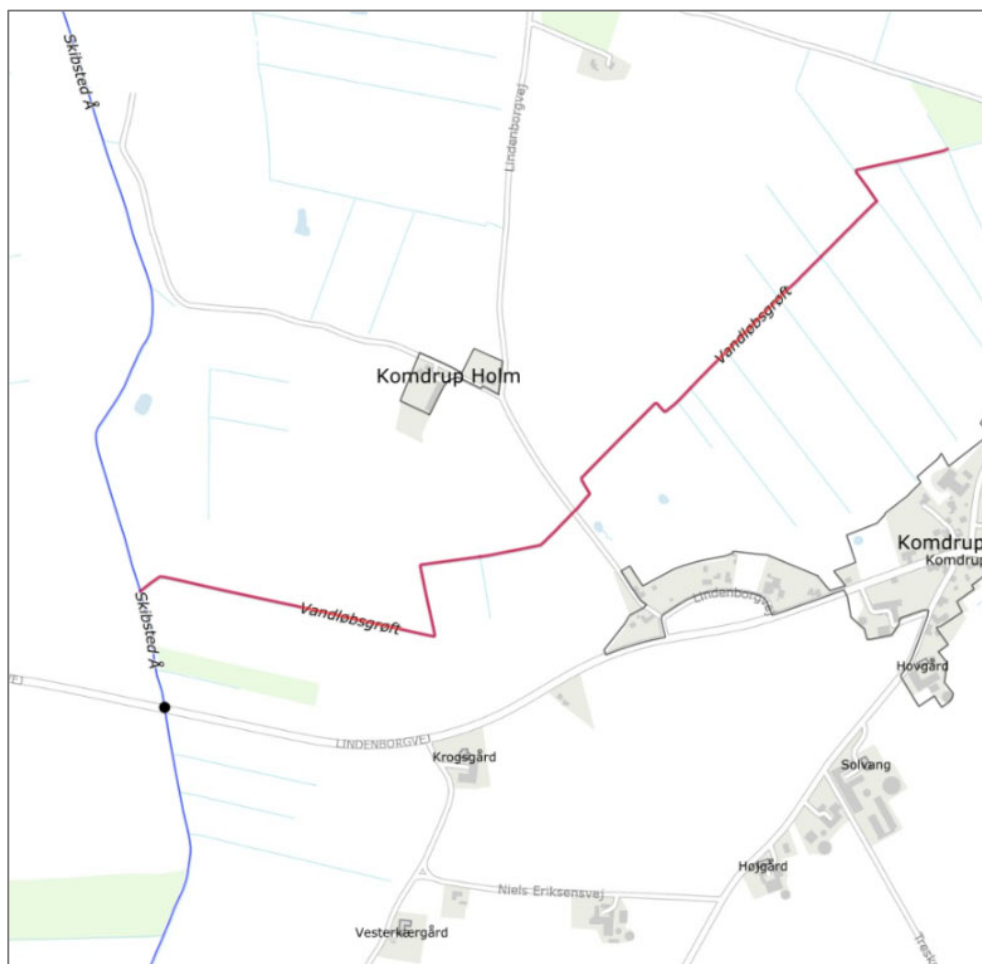 Skibsted Å
Lindenborgvej
Vandløbsgrøft
Komdrup Holm
Komdrup
Komdrup
Skibsted Å
Vandløbsgrøft
Lindenborgvej
Hovgård
LINDENBORGVEJ
Krogsgård
Solvang
Højgård
Niels Eriksensvej
Vesterkærgård